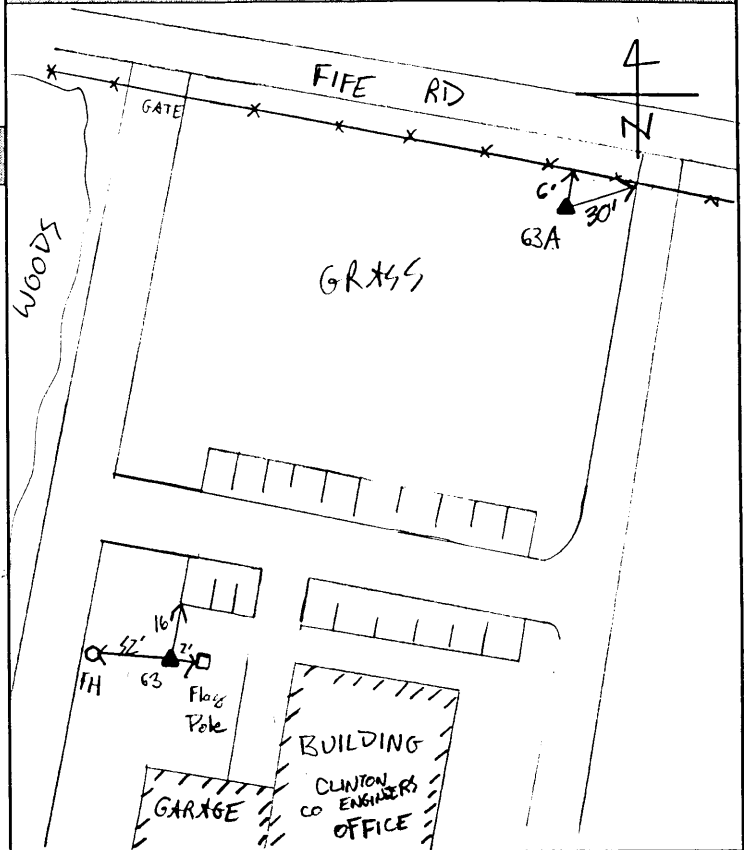 FIFE RD
N
GATE
6'
30'
63A
WOODS
GRASS
16'
52'
2'
FH
63
Flag
Pole
BUILDING
CLINTON
CO ENGINEERS
OFFICE
GARAGE